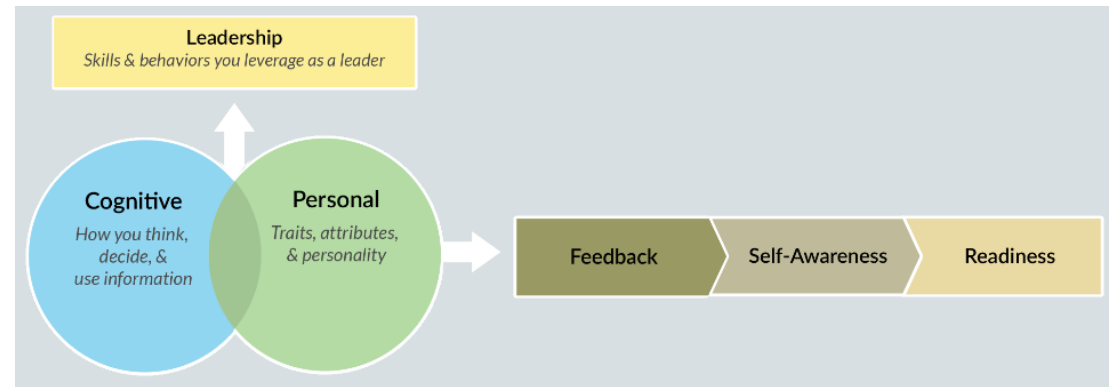 Leadership
Skills & behaviors you leverage as a leader
Cognitive
How you think,
decide, &
use information
Personal
Traits, attributes,
& personality
Feedback
Self-Awareness
Readiness